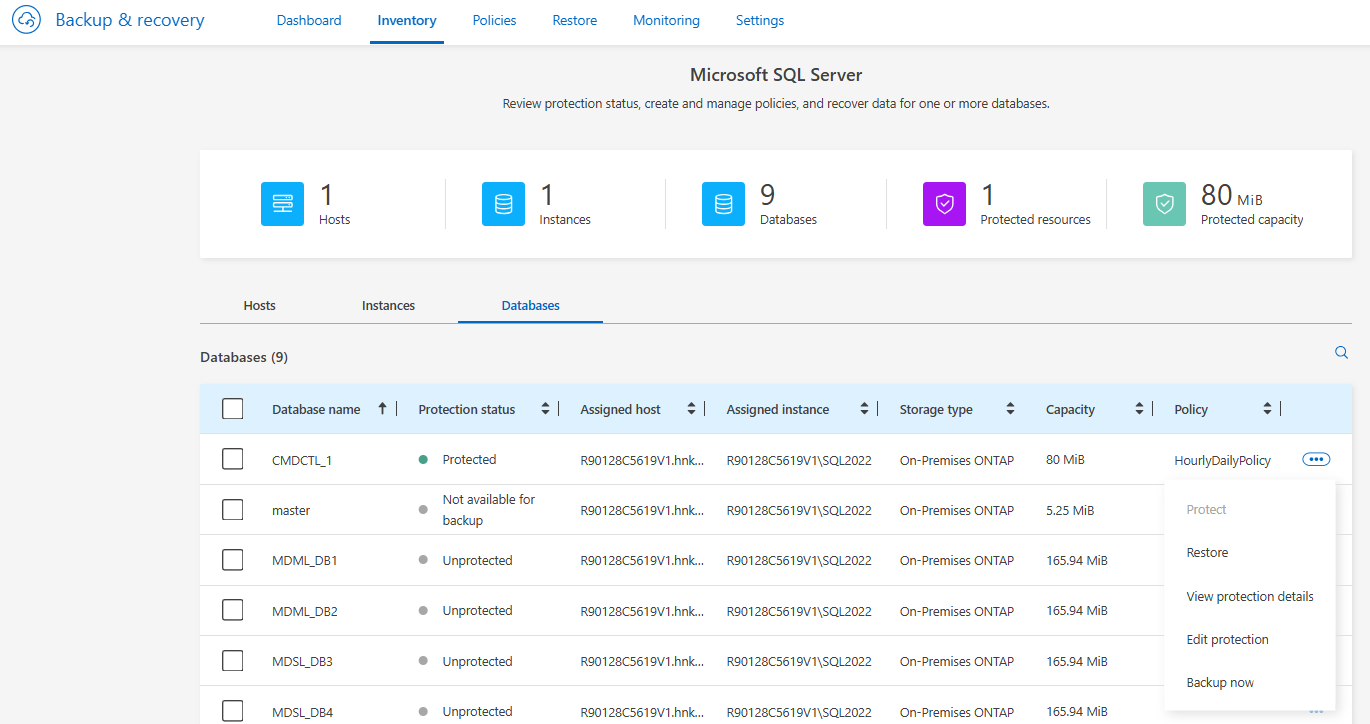 Backup & recovery Dashboard Inventory Policies Restore Monitoring Settings
Microsoft SQL Server
Review protection status, create and manage policies, and recover data for one or more databases.
1 1 9 1 80 MiB
Hosts Instances Databases Protected resources Protected capacity
Hosts Instances Databases
Databases (9)
Database name Protection status Assigned host Assigned instance Storage type Capacity Policy
CMDCTL_1 Protected R90128C5619V1.hnk... R90128C5619V1\SQL2022 On-Premises ONTAP 80 MiB HourlyDailyPolicy
master Not available for backup R90128C5619V1.hnk... R90128C5619V1\SQL2022 On-Premises ONTAP 5.25 MiB
MDML_DB1 Unprotected R90128C5619V1.hnk... R90128C5619V1\SQL2022 On-Premises ONTAP 165.94 MiB
MDML_DB2 Unprotected R90128C5619V1.hnk... R90128C5619V1\SQL2022 On-Premises ONTAP 165.94 MiB
MDSL_DB3 Unprotected R90128C5619V1.hnk... R90128C5619V1\SQL2022 On-Premises ONTAP 165.94 MiB
MDSL_DB4 Unprotected R90128C5619V1.hnk... R90128C5619V1\SQL2022 On-Premises ONTAP 165.94 MiB
Protect
Restore
View protection details
Edit protection
Backup now